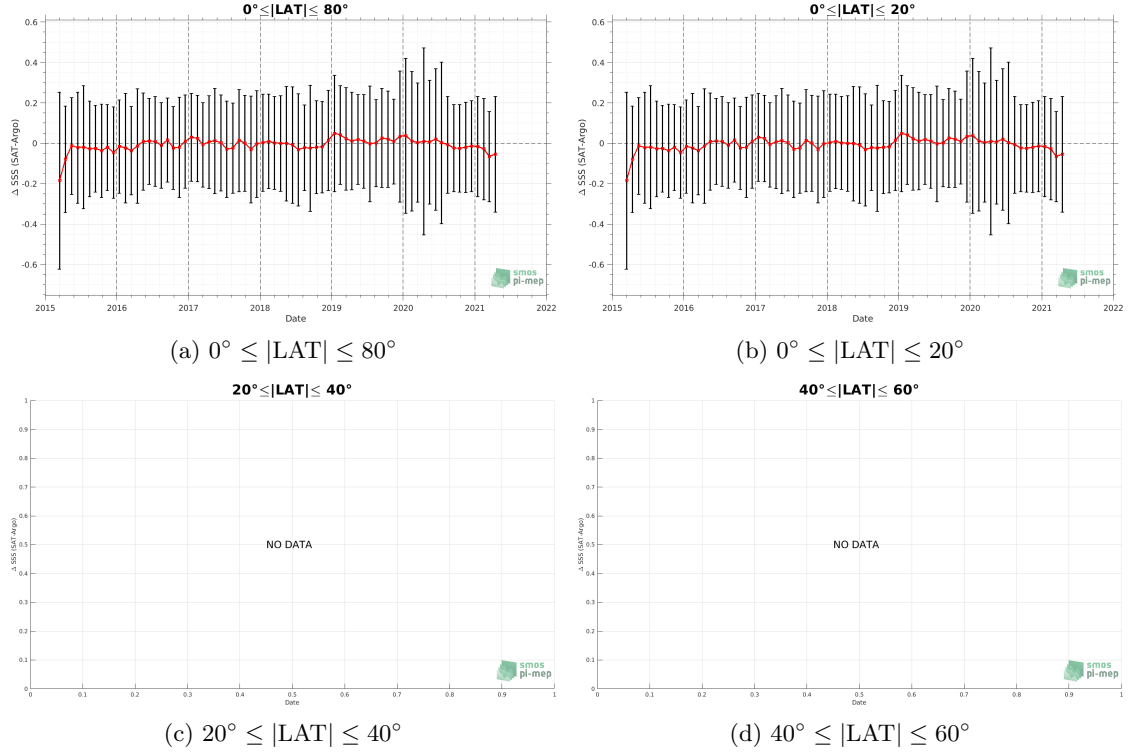 0°≤|LAT|≤ 80°
0.6
0.4
0.2
0
-0.2
-0.4
-0.6
Δ SSS (SAT-Argo)
2015 2016 2017 2018 2019 2020 2021 2022
Date
smos
pi-mep
(a) 0° ≤ |LAT| ≤ 80°
0°≤|LAT|≤ 20°
0.6
0.4
0.2
0
-0.2
-0.4
-0.6
Δ SSS (SAT-Argo)
2015 2016 2017 2018 2019 2020 2021 2022
Date
smos
pi-mep
(b) 0° ≤ |LAT| ≤ 20°
20°≤|LAT|≤ 40°
1
0.9
0.8
0.7
0.6
0.5
0.4
0.3
0.2
0.1
0
Δ SSS (SAT-Argo)
NO DATA
0 0.1 0.2 0.3 0.4 0.5 0.6 0.7 0.8 0.9 1
Date
smos
pi-mep
(c) 20° ≤ |LAT| ≤ 40°
40°≤|LAT|≤ 60°
1
0.9
0.8
0.7
0.6
0.5
0.4
0.3
0.2
0.1
0
Δ SSS (SAT-Argo)
NO DATA
0 0.1 0.2 0.3 0.4 0.5 0.6 0.7 0.8 0.9 1
Date
smos
pi-mep
(d) 40° ≤ |LAT| ≤ 60°